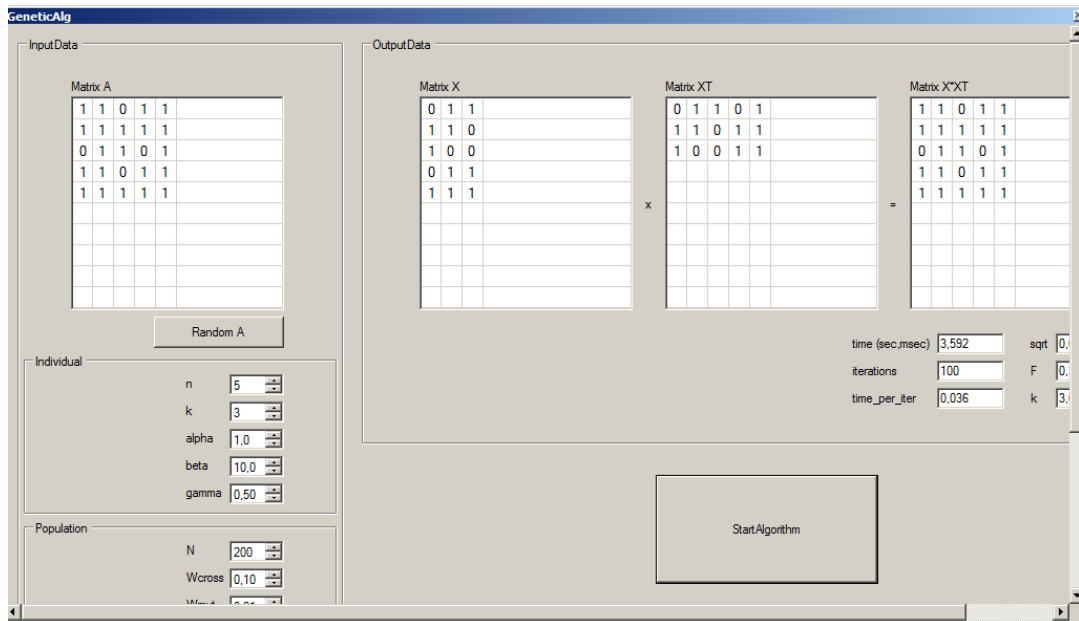 GeneticAlg
InputData
Matrix A
1 1 0 1 1
1 1 1 1 1
0 1 1 0 1
1 1 0 1 1
1 1 1 1 1
Random A
Individual
n 5
k 3
alpha 1,0
beta 10,0
gamma 0,50
Population
N 200
Wcross 0,10
OutputData
Matrix X
0 1 1
1 1 0
1 0 0
0 1 1
1 1 1
x
Matrix XT
0 1 1 0 1
1 1 0 1 1
1 0 0 1 1
=
Matrix X*XT
1 1 0 1 1
1 1 1 1 1
0 1 1 0 1
1 1 0 1 1
1 1 1 1 1
time (sec,msec) 3,592 sqrt
iterations 100 F
time_per_iter 0,036 k
StartAlgorithm